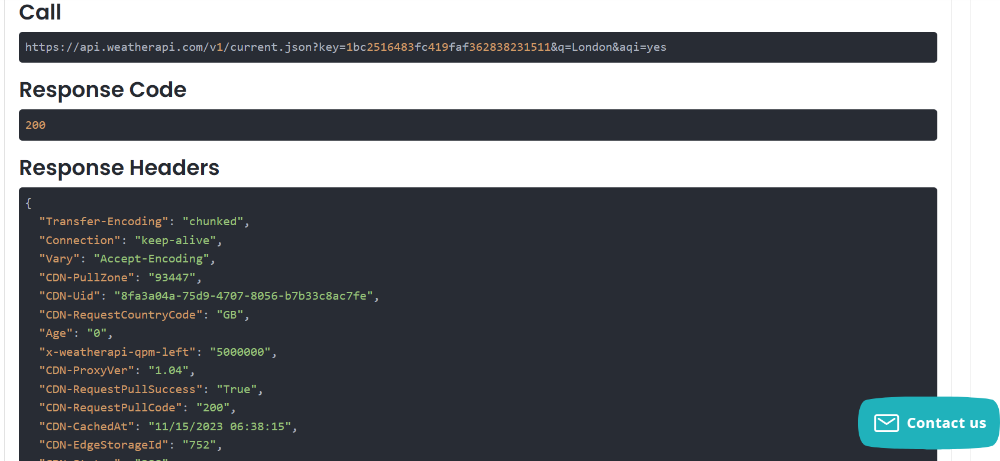 Call
https://api.weatherapi.com/v1/current.json?key=1bc2516483fc419faf362838231511&q=London&aqi=yes
Response Code
200
Response Headers
{
"Transfer-Encoding": "chunked",
"Connection": "keep-alive",
"Vary": "Accept-Encoding",
"CDN-PullZone": "93447",
"CDN-Uid": "8fa3a04a-75d9-4707-8056-b7b33c8ac7fe",
"CDN-RequestCountryCode": "GB",
"Age": "0",
"x-weatherapi-qpm-left": "5000000",
"CDN-ProxyVer": "1.04",
"CDN-RequestPullSuccess": "True",
"CDN-RequestPullCode": "200",
"CDN-CachedAt": "11/15/2023 06:38:15",
"CDN-EdgeStorageId": "752",
Contact us